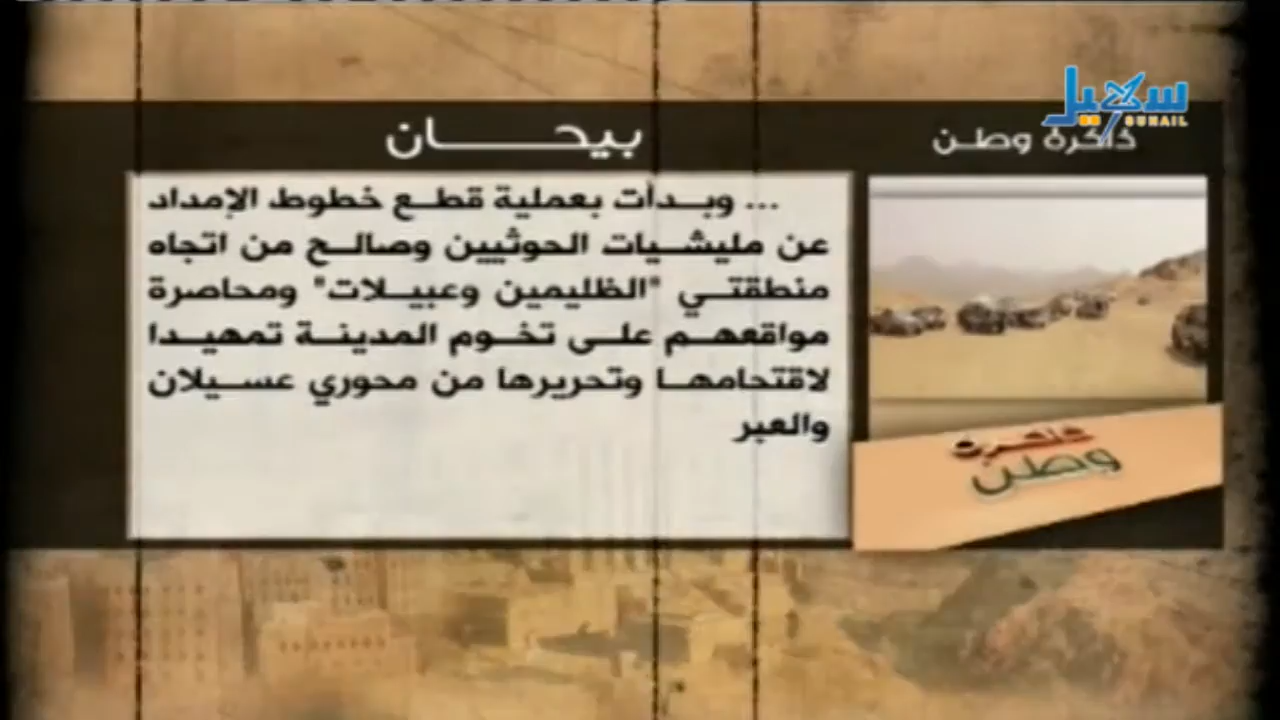 سهيل
SUHAIL
ذاكرة وطن
بيحان
... وبدأت بعملية قطع خطوط الإمداد
عن مليشيات الحوثيين وصالح من اتجاه
منطقتي "الظليمين وعبيلات" ومحاصرة
مواقعهم على تخوم المدينة تمهيدا
لاقتحامها وتحريرها من محوري عسيلان
والعبر
ذاكرة
وطن